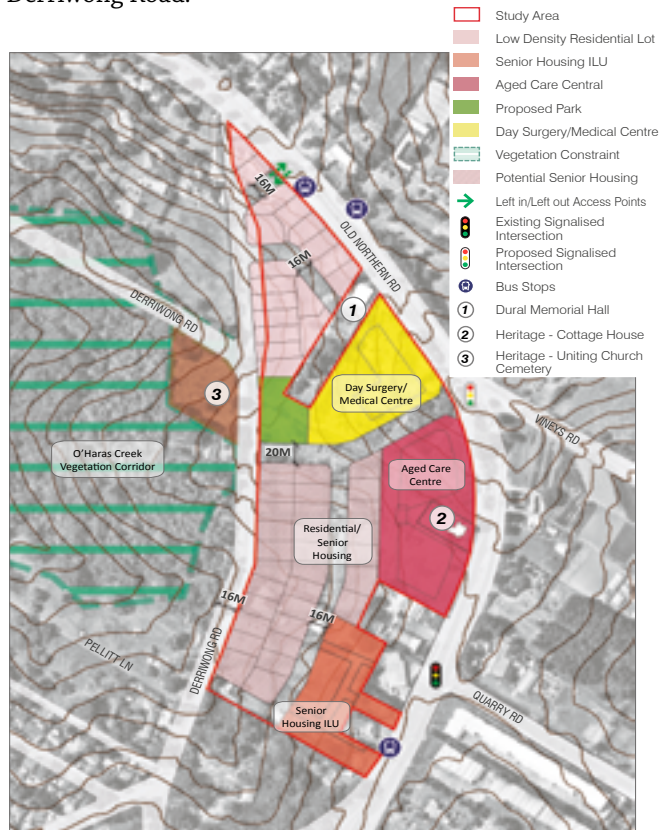 Derriwong Road.
Study Area
Low Density Residential Lot
Senior Housing ILU
Aged Care Central
Proposed Park
Day Surgery/Medical Centre
Vegetation Constraint
Potential Senior Housing
Left in/Left out Access Points
Existing Signalised
Intersection
Proposed Signalised
Intersection
Bus Stops
1 Dural Memorial Hall
2 Heritage - Cottage House
3 Heritage - Uniting Church
Cemetery
16M
16M
OLD NORTHERN RD
DERRIWONG RD
1
3
Day Surgery/
Medical Centre
VINEYS RD
O'Haras Creek
Vegetation Corridor
20M
Aged Care
Centre
2
Residential/
Senior
Housing
16M
16M
PELLITT LN
DERRIWONG RD
QUARRY RD
Senior
Housing ILU